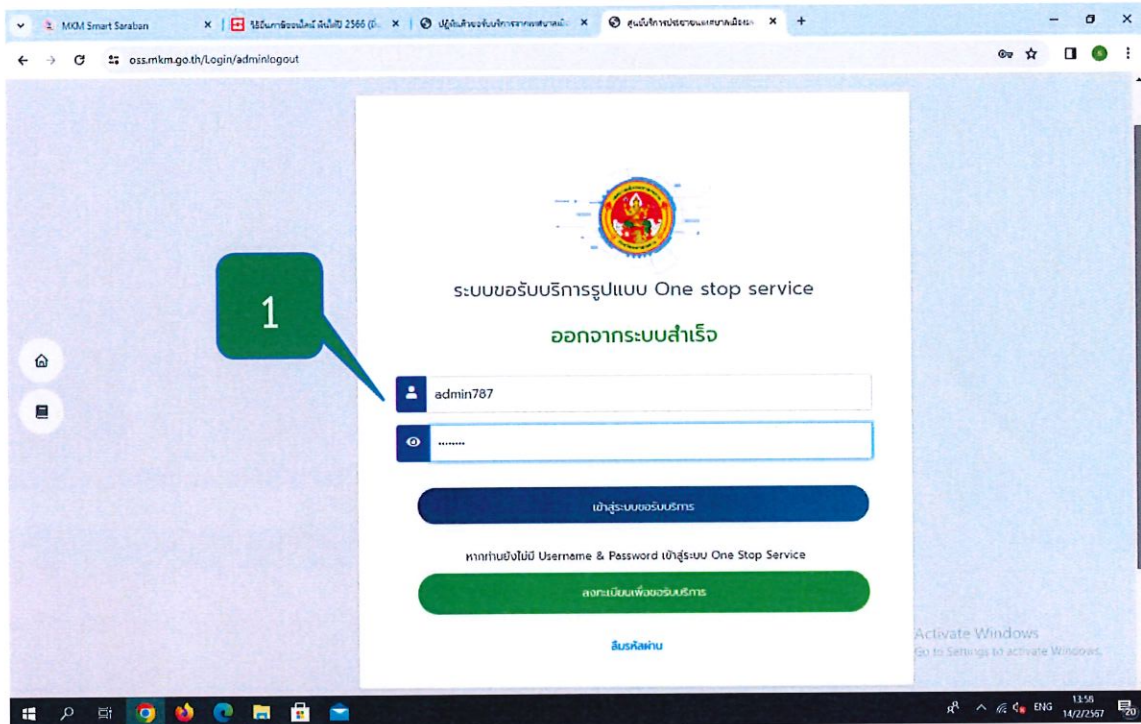 MKM Smart Saraban
oss.mkm.go.th/Login/adminlogout
1
ระบบขอรับบริการรูปแบบ One stop service
ออกจากระบบสำเร็จ
admin787
........
เข้าสู่ระบบขอรับบริการ
หากท่านยังไม่มี Username & Password เข้าสู่ระบบ One Stop Service
ลงทะเบียนเพื่อขอรับบริการ
ลืมรหัสผ่าน
Activate Windows
Go to Settings to activate Windows.
ENG
13:58
14/2/2567
20